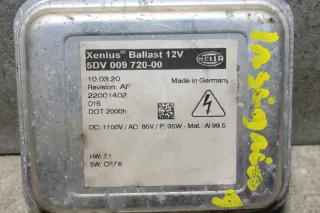 Xenius® Ballast 12V
5DV 009 720-00
HELLA
10.03.20
Revision: AF
22001402
D1S
DOT 2000h
Made in Germany
DC: 1100V / AC: 85V / P: 35W - Mat.: Al 99.5
HW: 7.1
SW: CR7.6
Insignia